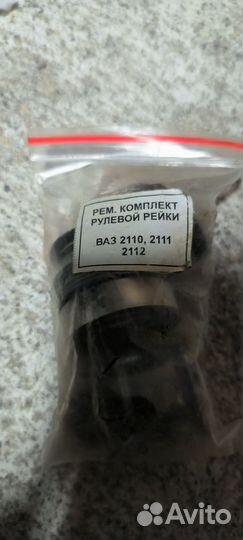 РЕМ. КОМПЛЕКТ
РУЛЕВОЙ РЕЙКИ
ВАЗ 2110, 2111
2112
Avito